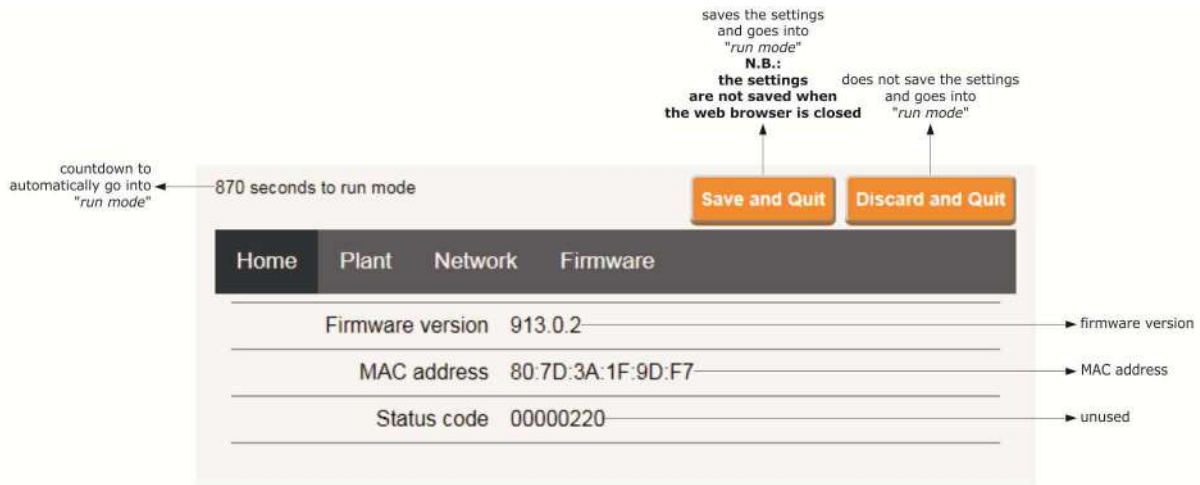 saves the settings
and goes into
"run mode"
N.B.:
the settings
are not saved when
the web browser is closed
does not save the settings
and goes into
"run mode"
countdown to
automatically go into
"run mode"
870 seconds to run mode
Save and Quit
Discard and Quit
Home Plant Network Firmware
Firmware version 913.0.2
firmware version
MAC address 80:7D:3A:1F:9D:F7
MAC address
Status code 00000220
unused